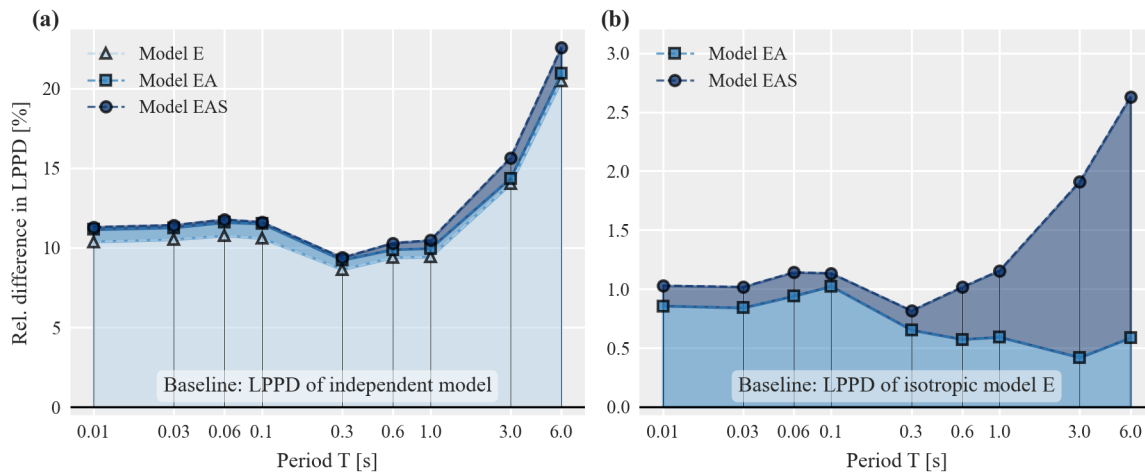 (a)
Rel. difference in LPPD [%]
20
15
10
5
0
Model E
Model EA
Model EAS
Baseline: LPPD of independent model
0.01 0.03 0.06 0.1 0.3 0.6 1.0 3.0 6.0
Period T [s]
(b)
3.0
2.5
2.0
1.5
1.0
0.5
0.0
Model EA
Model EAS
Baseline: LPPD of isotropic model E
0.01 0.03 0.06 0.1 0.3 0.6 1.0 3.0 6.0
Period T [s]